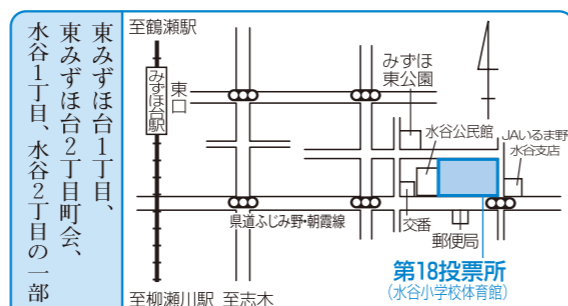 東みずほ台1丁目、
東みずほ台2丁目町会、
水谷1丁目、水谷2丁目の一部
至鶴瀬駅
みずほ台駅
東口
みずほ
東公園
水谷公民館
JAいるま野
水谷支店
交番
郵便局
県道ふじみ野・朝霞線
第18投票所
(水谷小学校体育館)
至柳瀬川駅
至志木